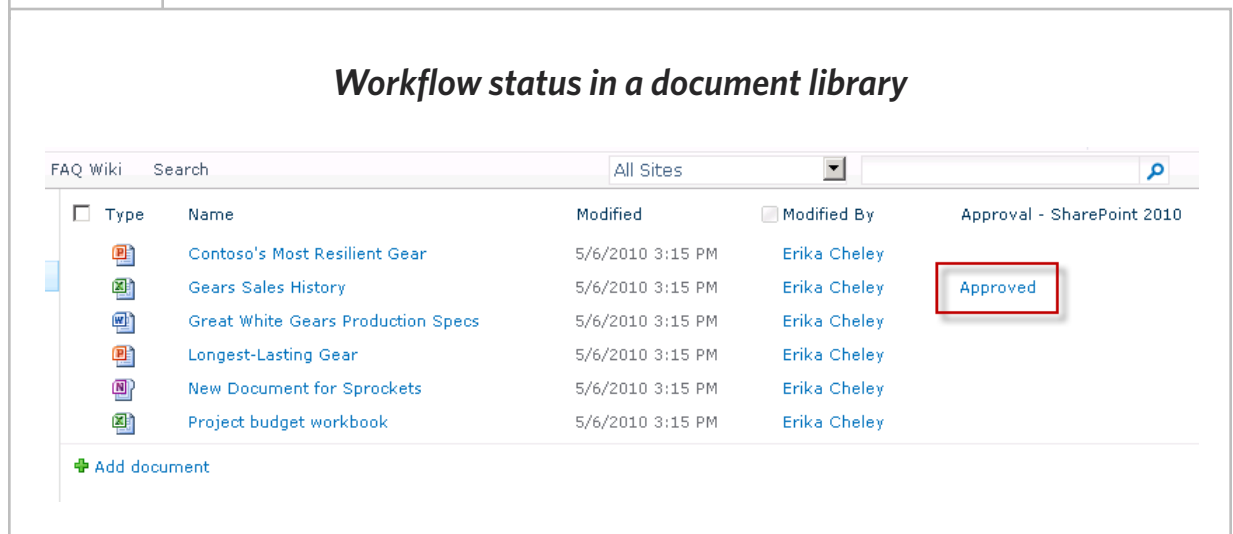 Workflow status in a document library
FAQ Wiki Search All Sites
Type Name Modified Modified By Approval - SharePoint 2010
Contoso's Most Resilient Gear 5/6/2010 3:15 PM Erika Cheley
Gears Sales History 5/6/2010 3:15 PM Erika Cheley Approved
Great White Gears Production Specs 5/6/2010 3:15 PM Erika Cheley
Longest-Lasting Gear 5/6/2010 3:15 PM Erika Cheley
New Document for Sprockets 5/6/2010 3:15 PM Erika Cheley
Project budget workbook 5/6/2010 3:15 PM Erika Cheley
Add document